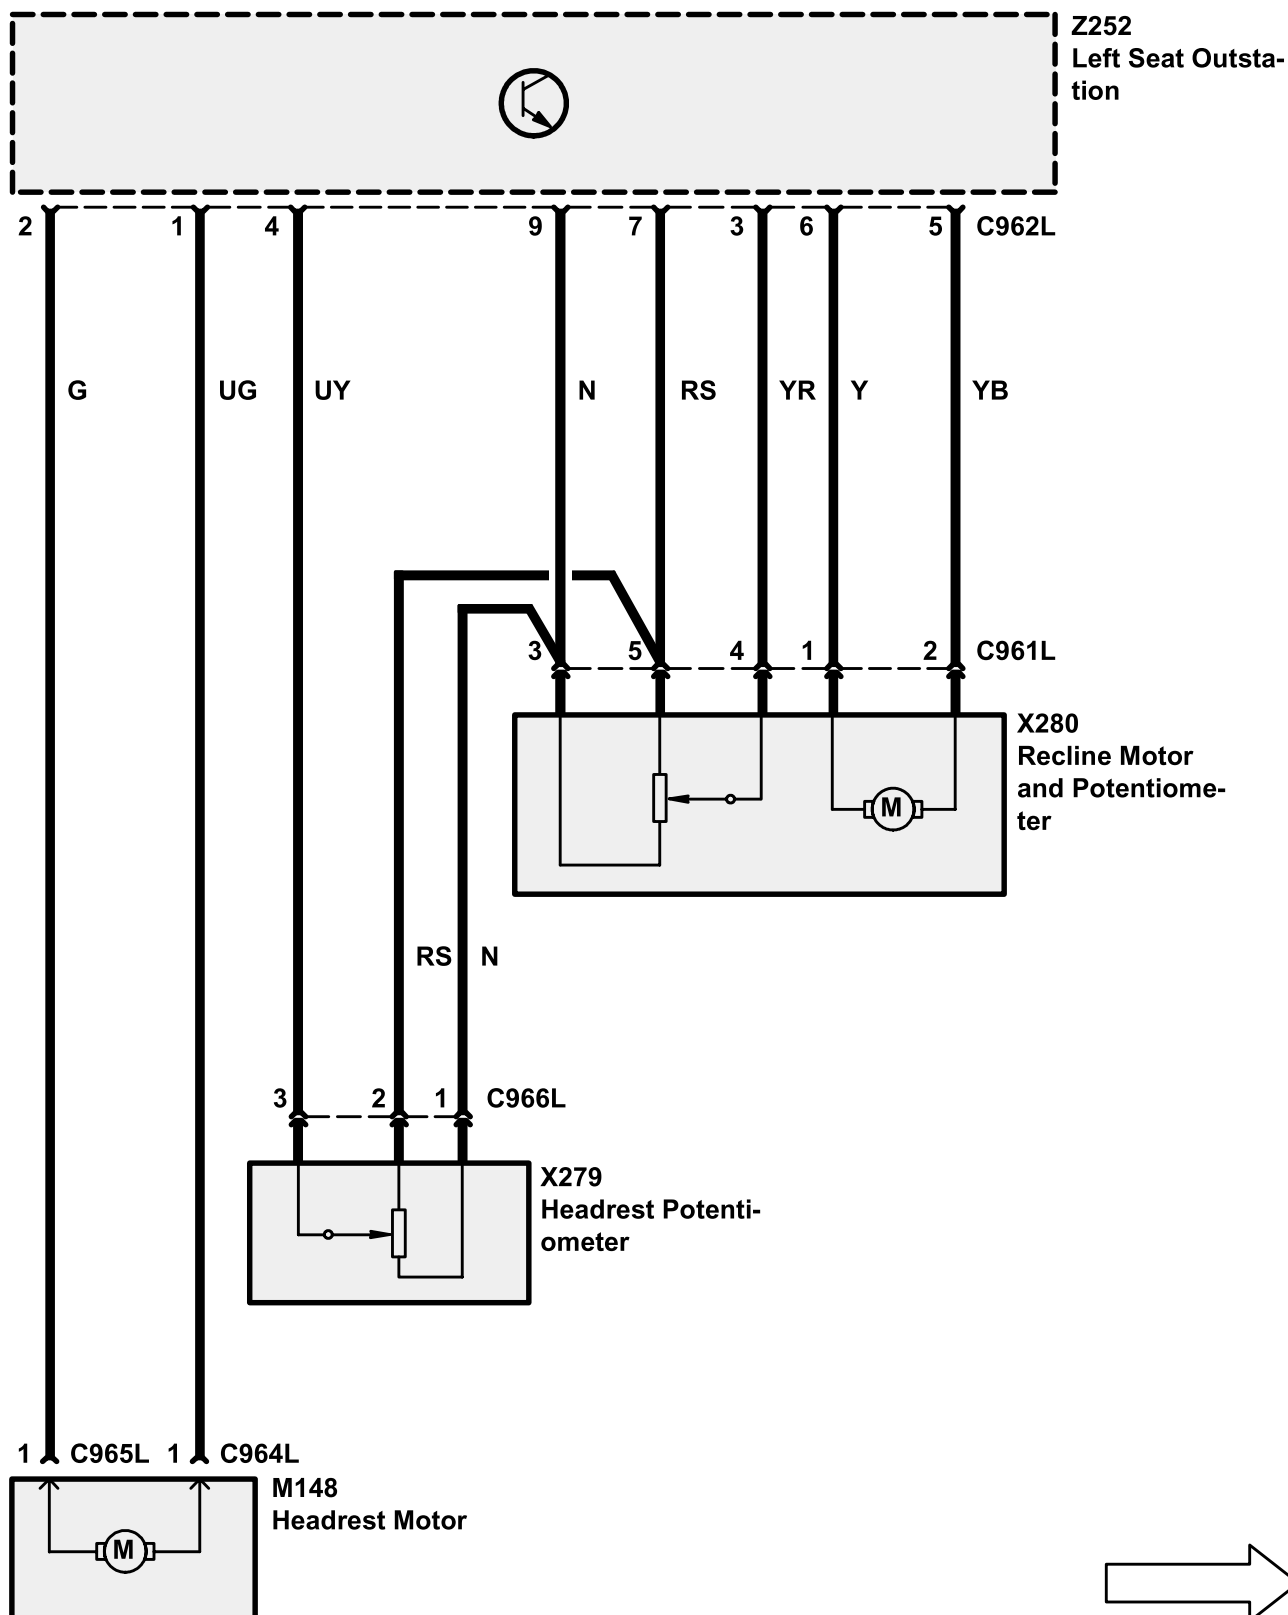 Z252
Left Seat Outsta-
tion
2 1 4 9 7 3 6 5 C962L
G UG UY N RS YR Y YB
3 5 4 1 2 C961L
X280
Recline Motor
and Potentiome-
ter
M
RS N
3 2 1 C966L
X279
Headrest Potenti-
ometer
1 C965L 1 C964L
M148
Headrest Motor
M